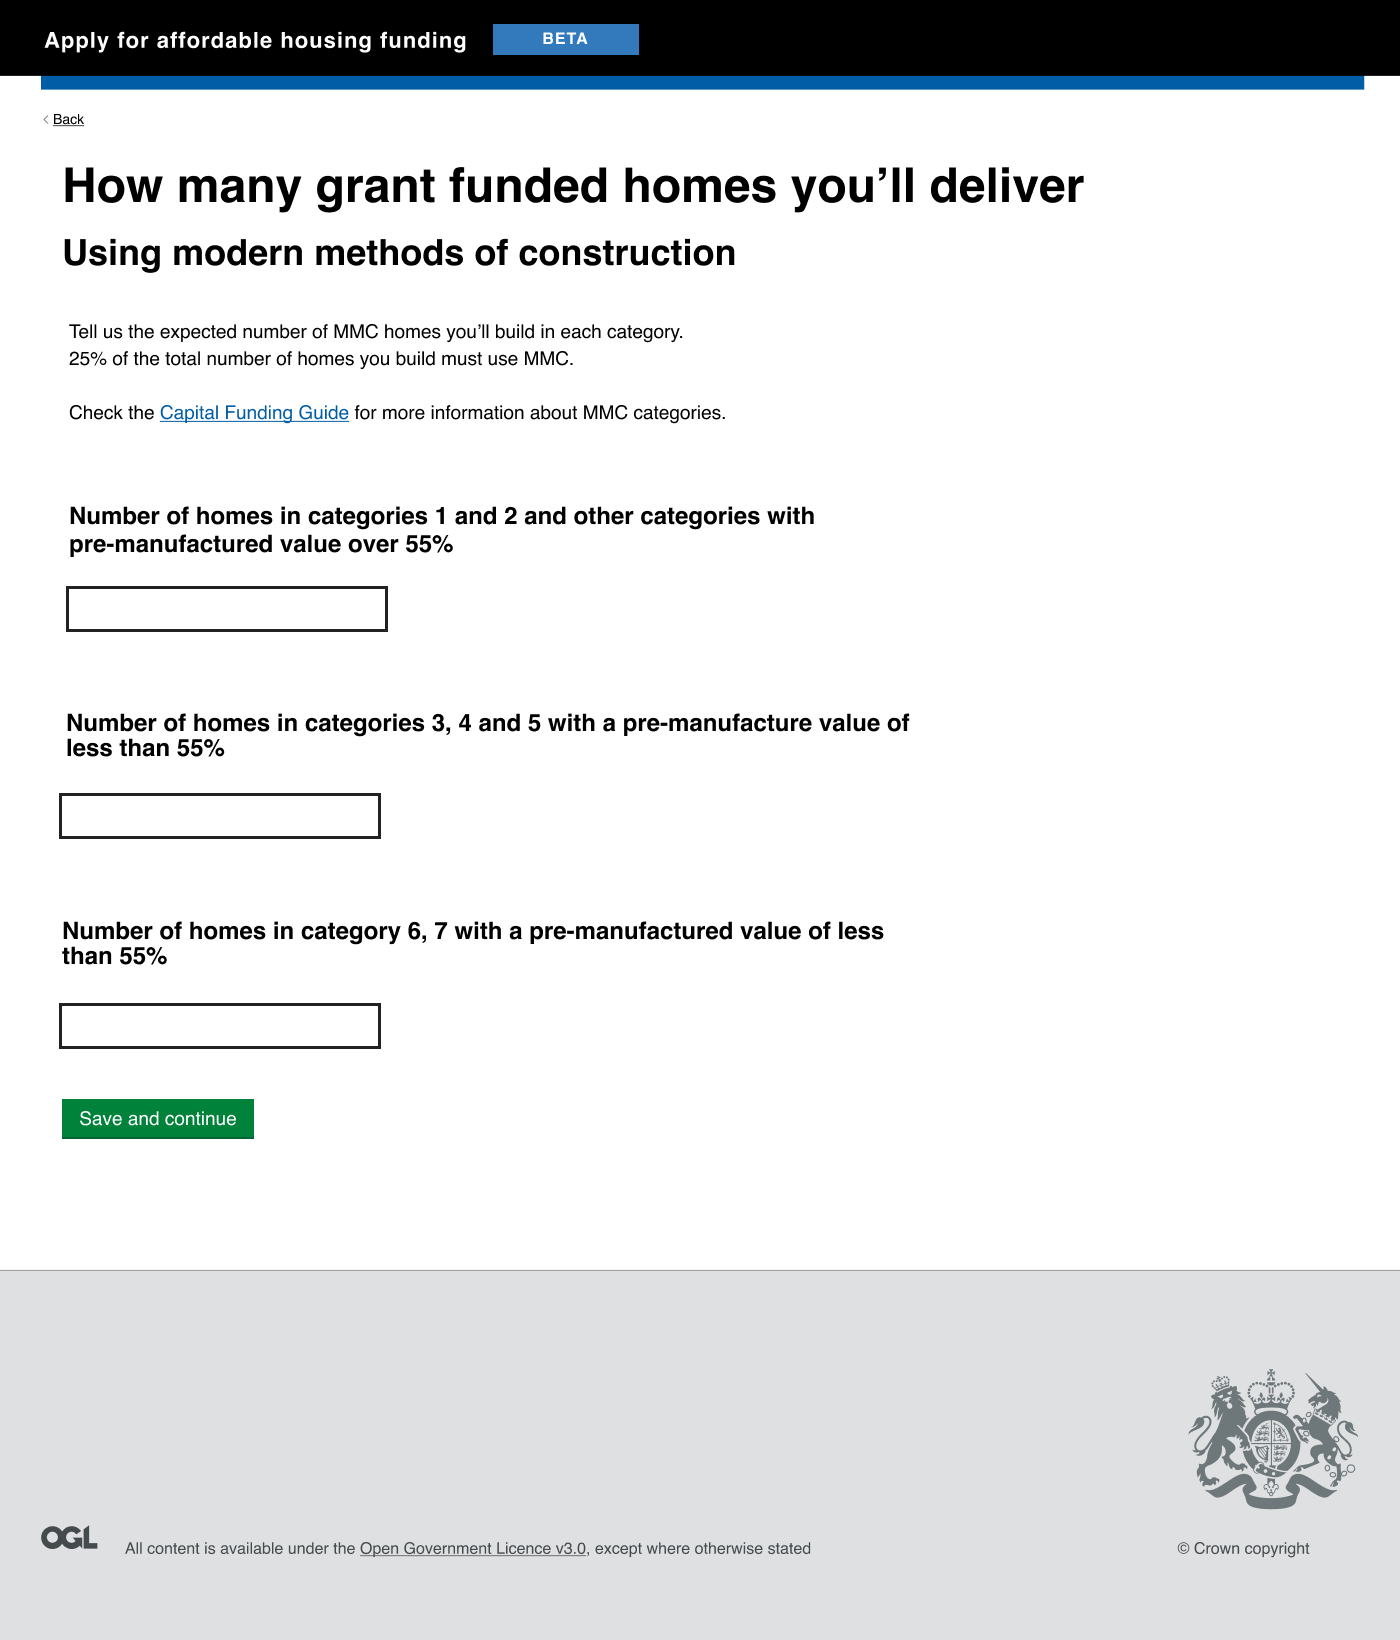 Apply for affordable housing funding BETA
Back
How many grant funded homes you’ll deliver
Using modern methods of construction
Tell us the expected number of MMC homes you’ll build in each category.
25% of the total number of homes you build must use MMC.
Check the Capital Funding Guide for more information about MMC categories.
Number of homes in categories 1 and 2 and other categories with
pre-manufactured value over 55%
Number of homes in categories 3, 4 and 5 with a pre-manufacture value of
less than 55%
Number of homes in category 6, 7 with a pre-manufactured value of less
than 55%
Save and continue
OGL All content is available under the Open Government Licence v3.0, except where otherwise stated
© Crown copyright